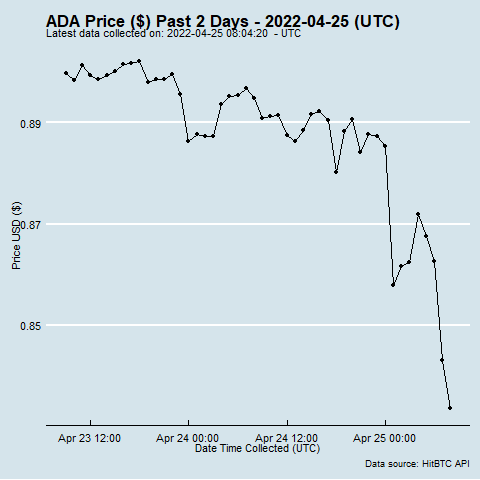 ADA Price ($) Past 2 Days - 2022-04-25 (UTC)
Latest data collected on: 2022-04-25 08:04:20 - UTC
0.89
0.87
0.85
Price USD ($)
Apr 23 12:00
Apr 24 00:00
Apr 24 12:00
Apr 25 00:00
Date Time Collected (UTC)
Data source: HitBTC API